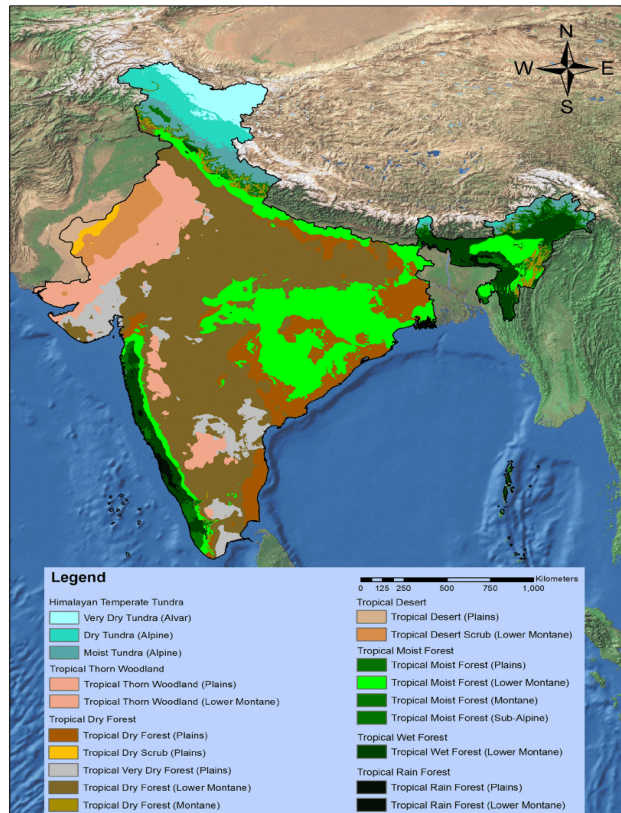 N
W E
S
Legend
Kilometers
0 125 250 500 750 1,000
Himalayan Temperate Tundra
Very Dry Tundra (Alvar)
Dry Tundra (Alpine)
Moist Tundra (Alpine)
Tropical Thorn Woodland
Tropical Thorn Woodland (Plains)
Tropical Thorn Woodland (Lower Montane)
Tropical Dry Forest
Tropical Dry Forest (Plains)
Tropical Dry Scrub (Plains)
Tropical Very Dry Forest (Plains)
Tropical Dry Forest (Lower Montane)
Tropical Dry Forest (Montane)
Tropical Desert
Tropical Desert (Plains)
Tropical Desert Scrub (Lower Montane)
Tropical Moist Forest
Tropical Moist Forest (Plains)
Tropical Moist Forest (Lower Montane)
Tropical Moist Forest (Montane)
Tropical Moist Forest (Sub-Alpine)
Tropical Wet Forest
Tropical Wet Forest (Lower Montane)
Tropical Rain Forest
Tropical Rain Forest (Plains)
Tropical Rain Forest (Lower Montane)